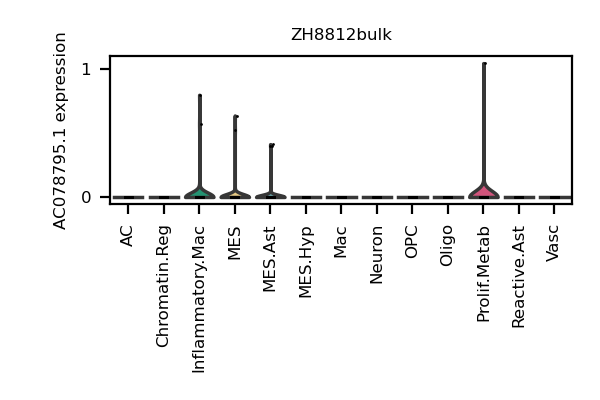 ZH8812bulk
AC078795.1 expression
1
0
AC
Chromatin.Reg
Inflammatory.Mac
MES
MES.Ast
MES.Hyp
Mac
Neuron
OPC
Oligo
Prolif.Metab
Reactive.Ast
Vasc